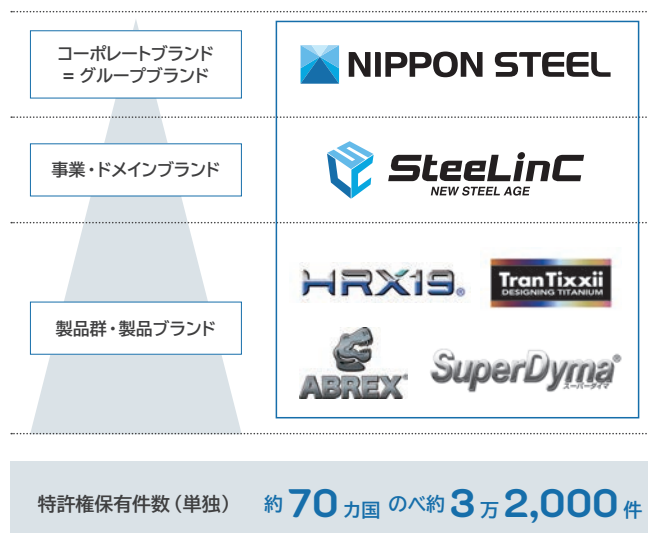 コーポレートブランド
= グループブランド
NIPPON STEEL
事業・ドメインブランド
SteeLinC
NEW STEEL AGE
製品群・製品ブランド
HRX19®
TranTixxii
DESIGNING TITANIUM
ABREX®
SuperDyma®
スーパーダイマ
特許権保有件数（単独） 約70カ国 のべ約3万2,000件